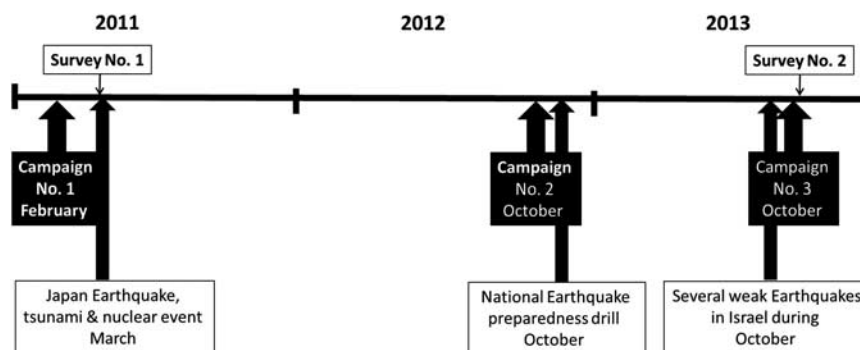 2011
2012
2013
Survey No. 1
Survey No. 2
Campaign
No. 1
February
Campaign
No. 2
October
Campaign
No. 3
October
Japan Earthquake,
tsunami & nuclear event
March
National Earthquake
preparedness drill
October
Several weak Earthquakes
in Israel during
October